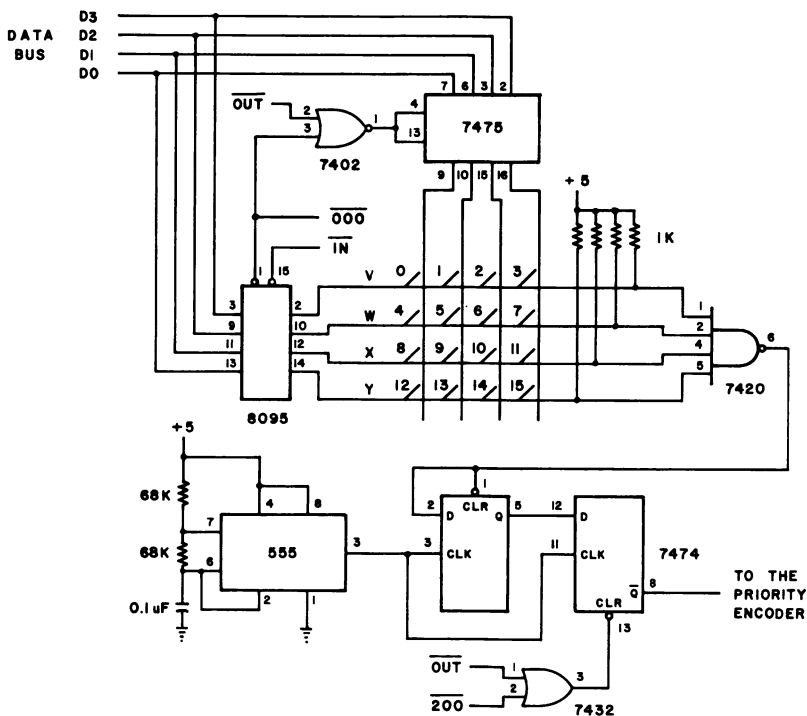 DATA BUS
D3
D2
D1
D0
7 6 3 2
OUT
2
3
1
4
13
7475
7402
9 10 15 16
+5
000
IN
1K
1 15
V 0 1 2 3
3 2
W 4 5 6 7
9 10
X 8 9 10 11
11 12
Y 12 13 14 15
13 14
1
2
4
5
6
7420
8095
+5
68K
4 8
7
68K
6
555
3
2 1
0.1uF
1
CLR
2 D Q 5
3 CLK
12 D
11 CLK
7474
Q 8
CLR
13
TO THE
PRIORITY
ENCODER
OUT 1
200 2
3
7432